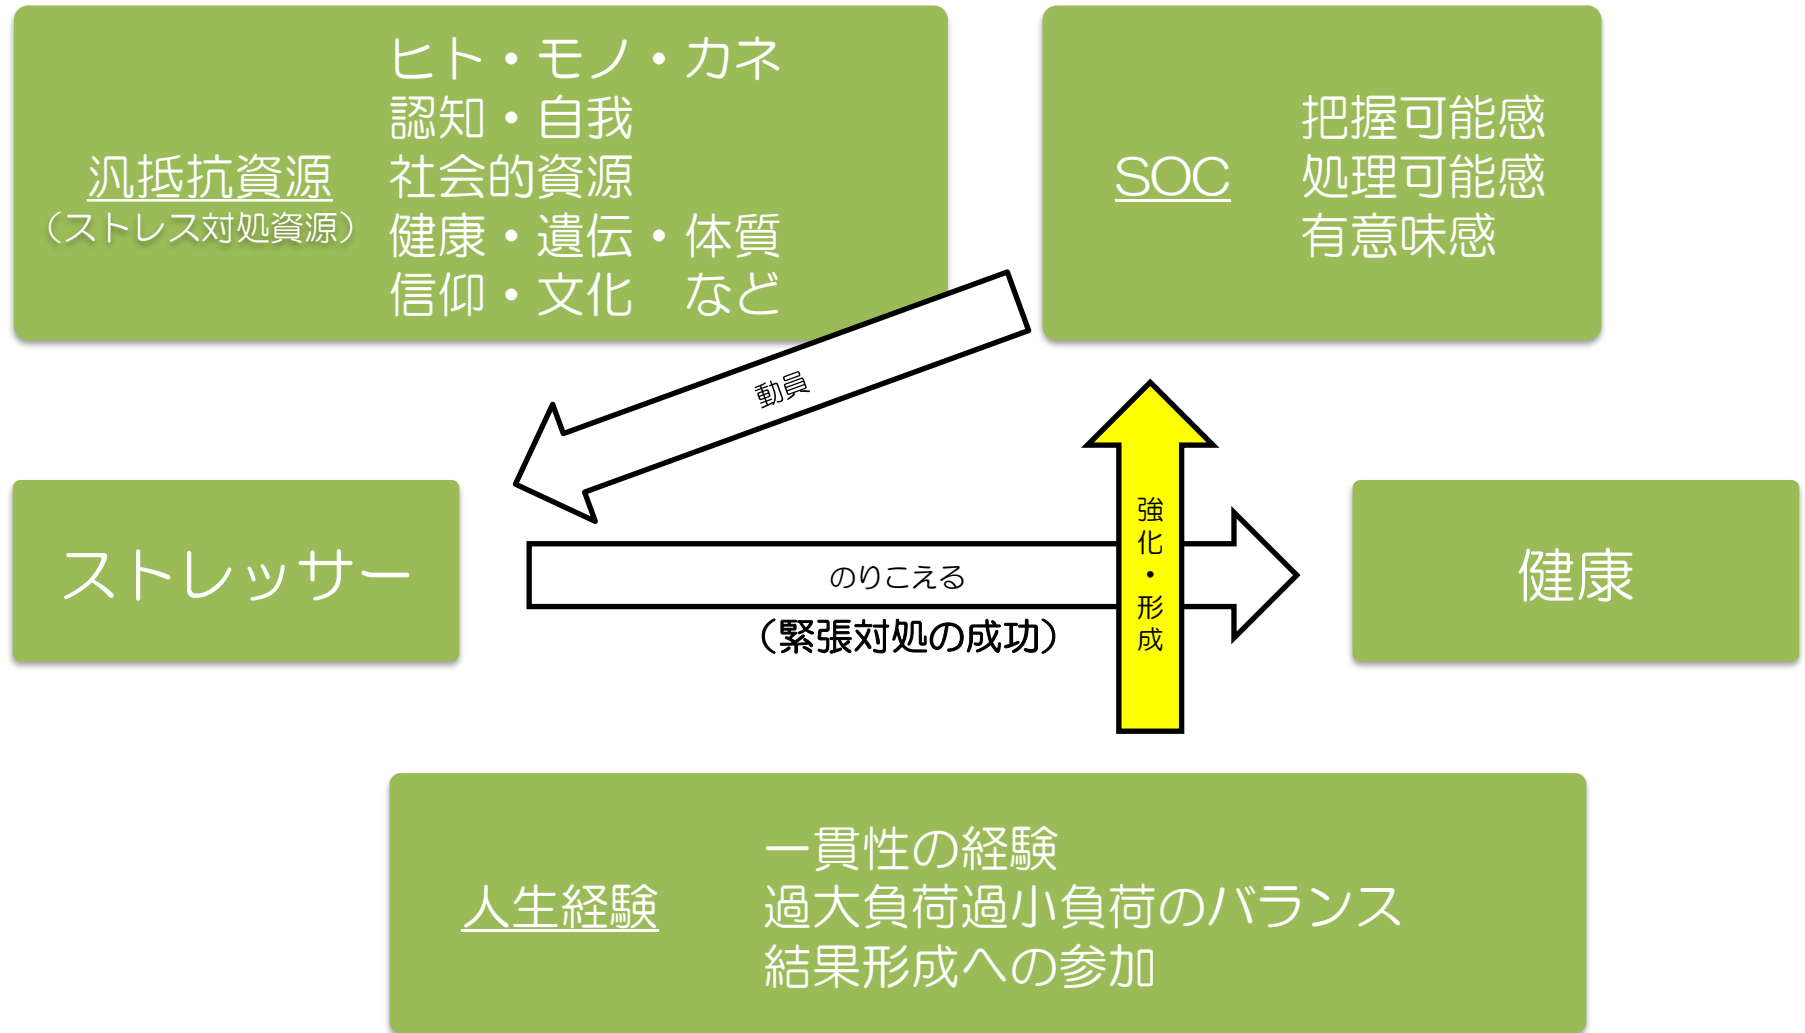 ヒト・モノ・カネ
認知・自我
汎抵抗資源
社会的資源
（ストレス対処資源）
健康・遺伝・体質
信仰・文化　など
SOC
把握可能感
処理可能感
有意味感
動員
ストレッサー
のりこえる
（緊張対処の成功）
強化・形成
健康
人生経験
一貫性の経験
過大負荷過小負荷のバランス
結果形成への参加